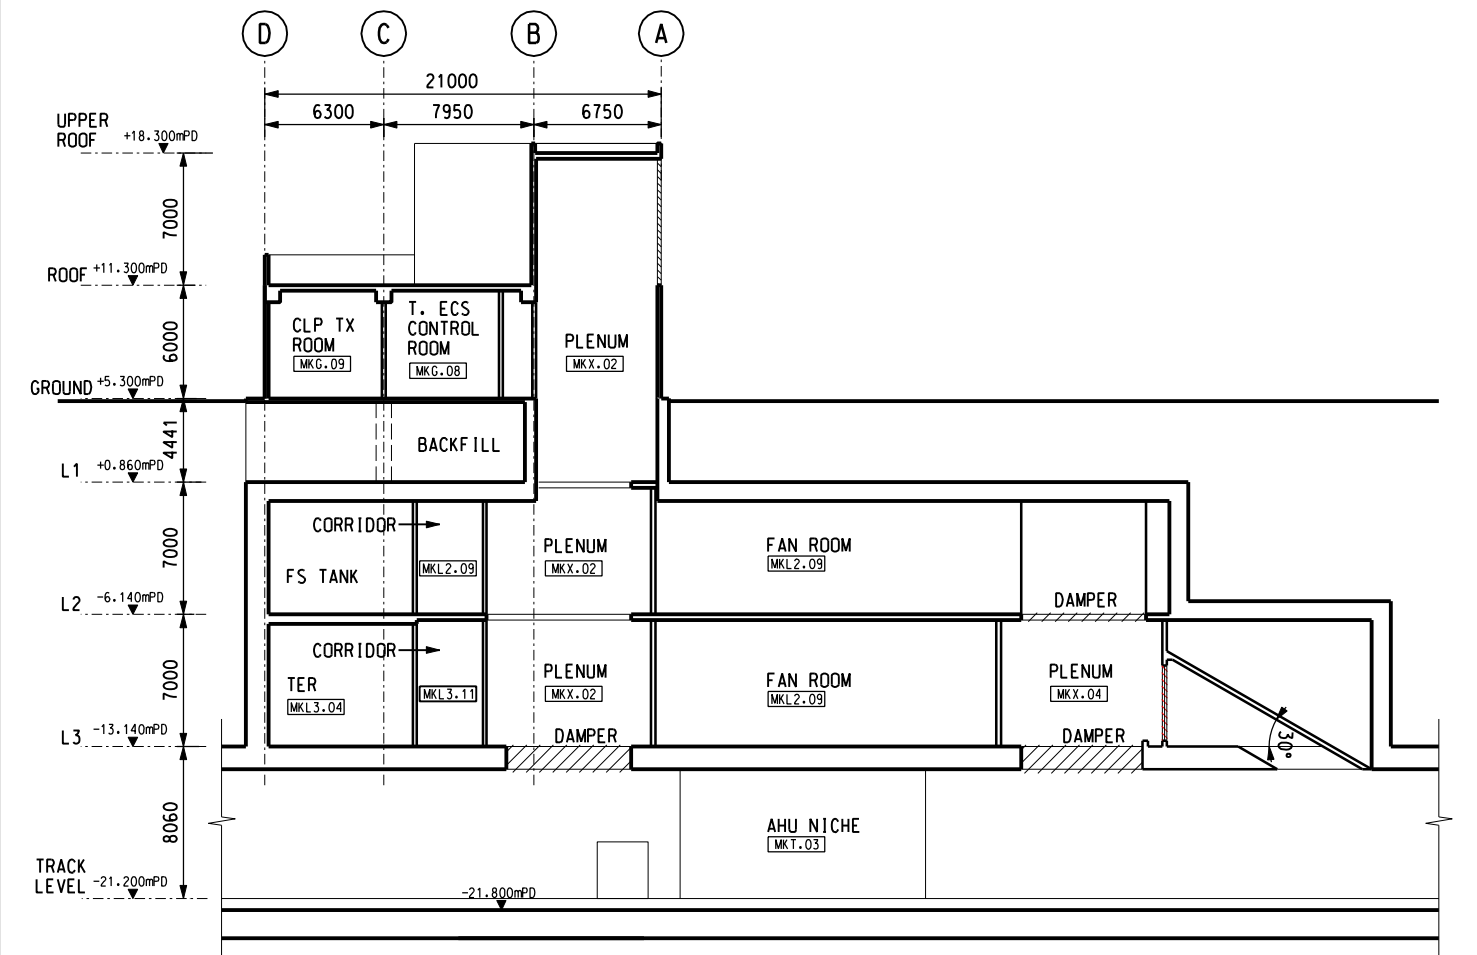 D C B A
21000
6300 7950 6750
UPPER
ROOF +18.300mPD
7000
ROOF +11.300mPD
6000
CLP TX
ROOM
MKG.09
T. ECS
CONTROL
ROOM
MKG.08
PLENUM
MKX.02
GROUND +5.300mPD
4441
BACKFILL
L1 +0.860mPD
7000
CORRIDOR
FS TANK
MKL2.09
PLENUM
MKX.02
FAN ROOM
MKL2.09
DAMPER
L2 -6.140mPD
7000
CORRIDOR
TER
MKL3.04
MKL3.11
PLENUM
MKX.02
FAN ROOM
MKL2.09
PLENUM
MKX.04
DAMPER
DAMPER
30°
L3 -13.140mPD
8060
AHU NICHE
MKT.03
TRACK
LEVEL -21.200mPD
-21.800mPD